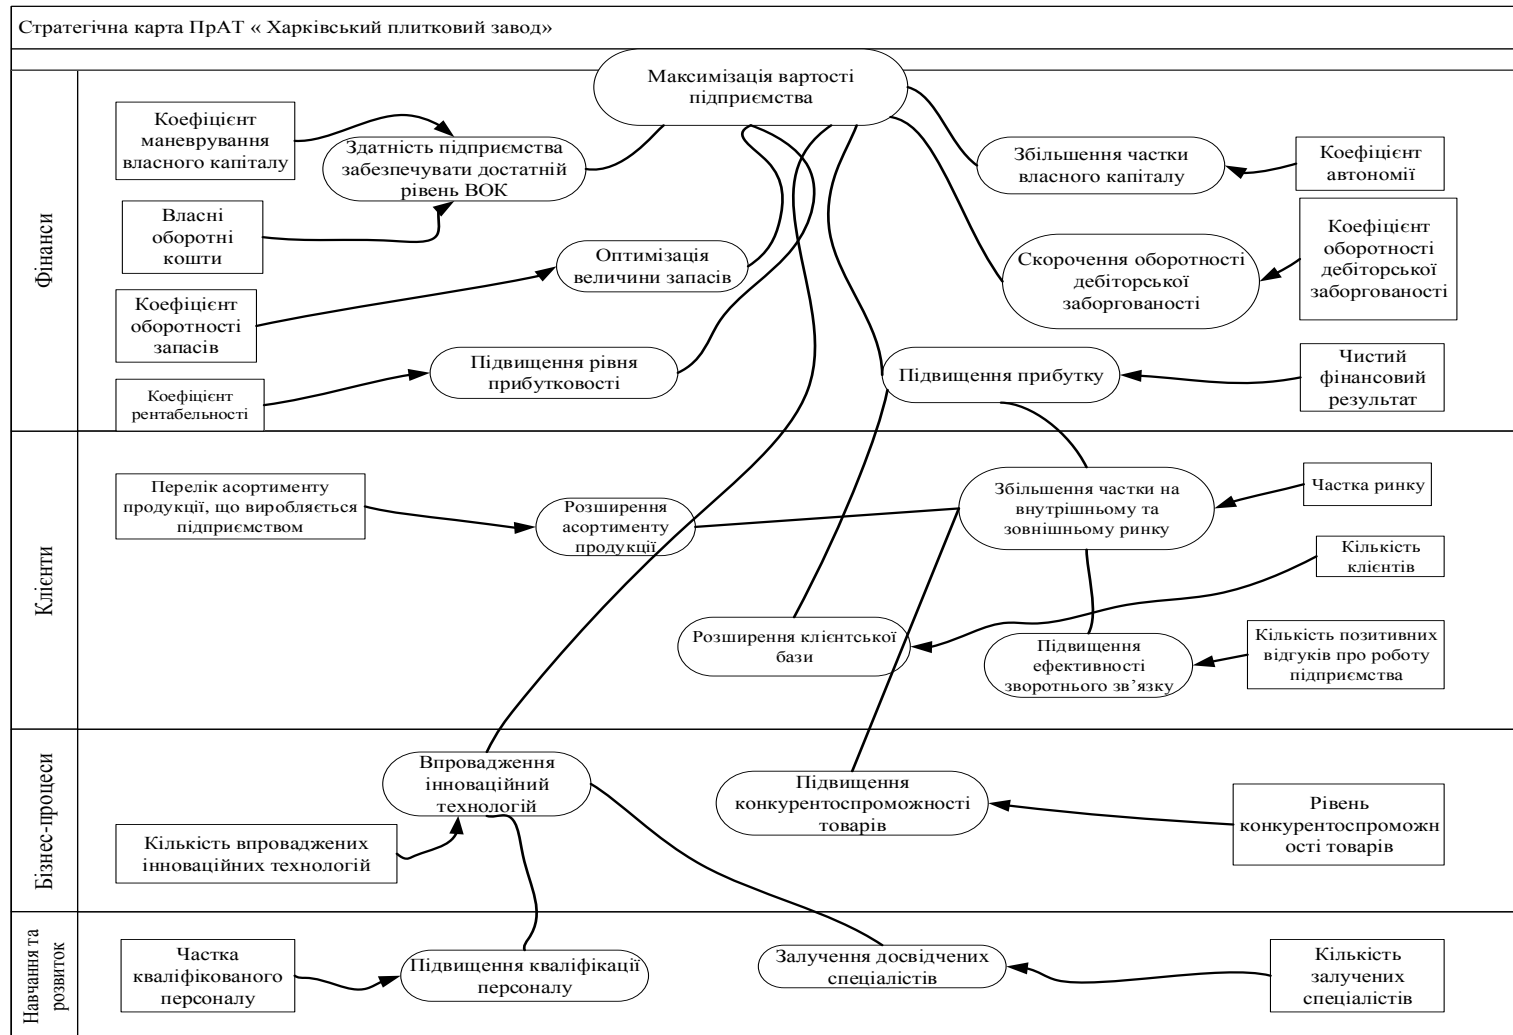 Стратегічна карта ПрАТ « Харківський плитковий завод»
Фінанси
Максимізація вартості
підприємства
Коефіцієнт
маневрування
власного капіталу
Здатність підприємства
забезпечувати достатній
рівень ВОК
Збільшення частки
власного капіталу
Коефіцієнт
автономії
Власні
оборотні
кошти
Оптимізація
величини запасів
Скорочення оборотності
дебіторської
заборгованості
Коефіцієнт
оборотності
дебіторської
заборгованості
Коефіцієнт
оборотності
запасів
Підвищення рівня
прибутковості
Підвищення прибутку
Чистий
фінансовий
результат
Коефіцієнт
рентабельності
Клієнти
Перелік асортименту
продукції, що виробляється
підприємством
Розширення
асортименту
продукції
Збільшення частки на
внутрішньому та
зовнішньому ринку
Частка ринку
Кількість
клієнтів
Розширення клієнтської
бази
Підвищення
ефективності
зворотнього зв’язку
Кількість позитивних
відгуків про роботу
підприємства
Бізнес-процеси
Впровадження
інноваційний
технологій
Підвищення
конкурентоспроможності
товарів
Рівень
конкурентоспроможн
ості товарів
Кількість впроваджених
інноваційних технологій
Навчання та
розвиток
Частка
кваліфікованого
персоналу
Підвищення кваліфікації
персоналу
Залучення досвідчених
спеціалістів
Кількість
залучених
спеціалістів